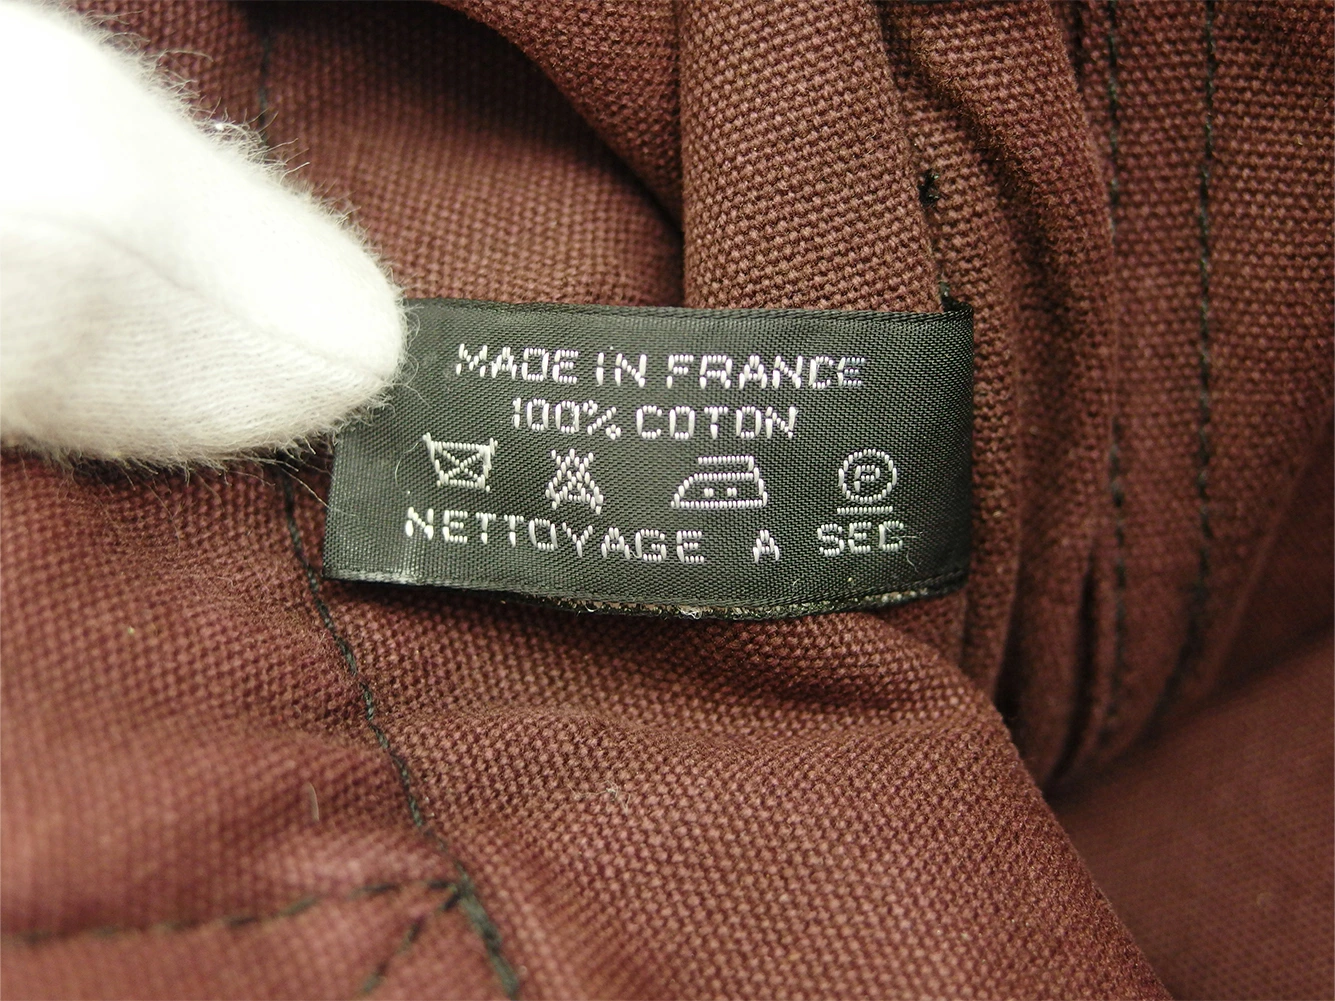 MADE IN FRANCE
100% COTON
P
NETTOYAGE A SEC